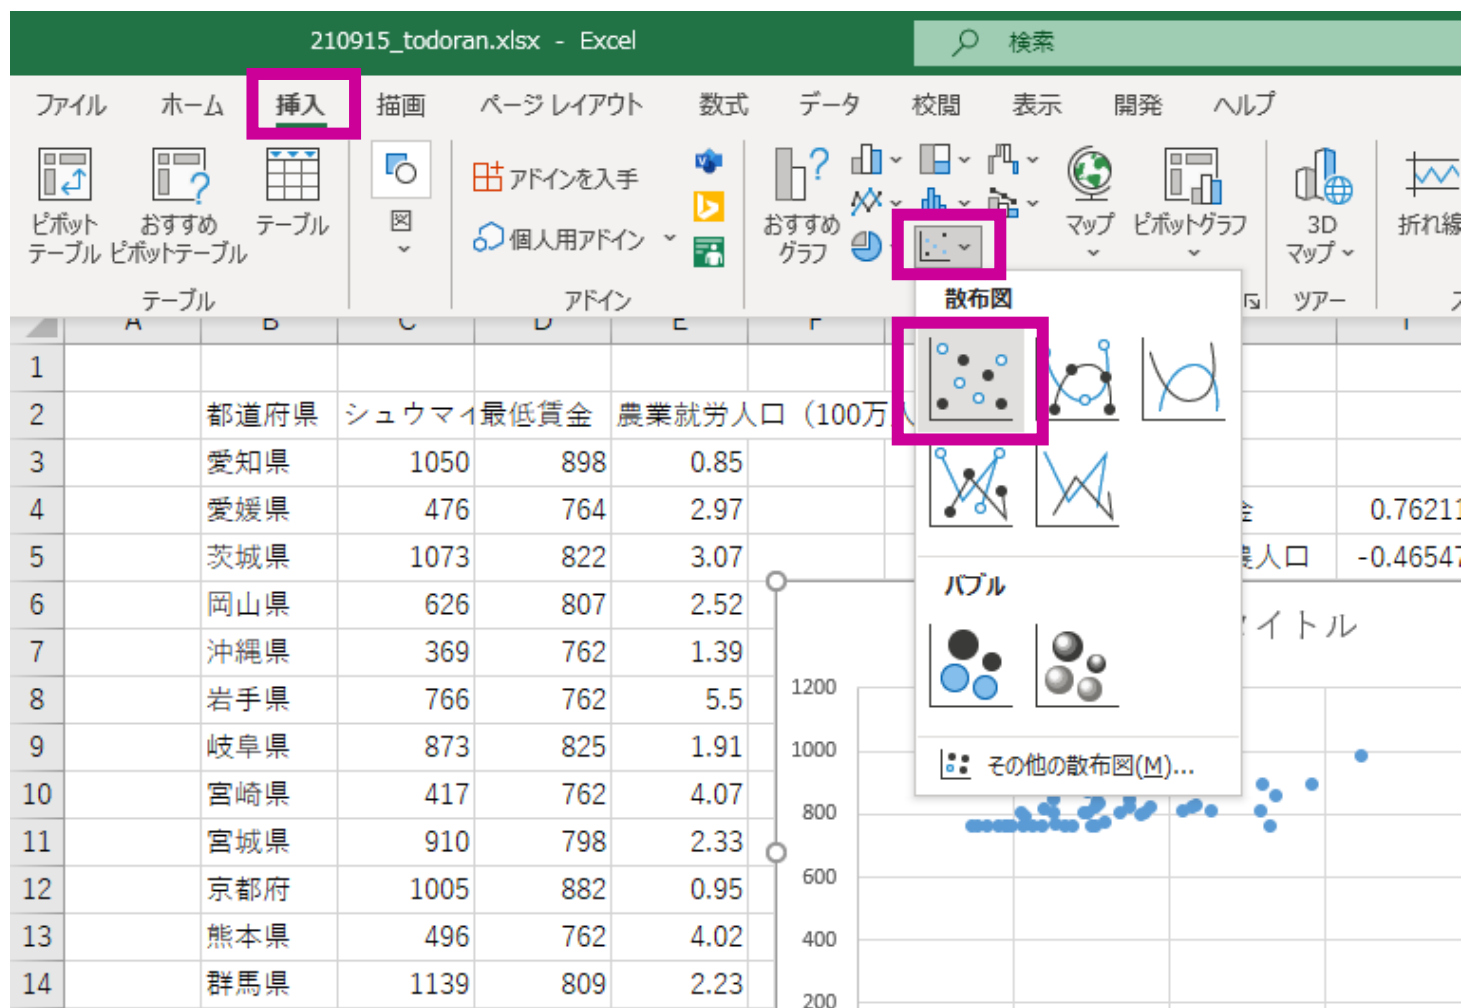 210915_todoran.xlsx - Excel
検索
ファイル ホーム 挿入 描画 ページ レイアウト 数式 データ 校閲 表示 開発 ヘルプ
ピボット
テーブル
おすすめ
ピボットテーブル
テーブル
図
アドインを入手
個人用アドイン
おすすめ
グラフ
マップ
ピボットグラフ
3D
マップ
折れ線
テーブル アドイン ツアー
散布図
A B C D E F
1
2 都道府県 シュウマイ 最低賃金 農業就労人口（100万人
3 愛知県 1050 898 0.85
4 愛媛県 476 764 2.97 金 0.76211
5 茨城県 1073 822 3.07 農人口 -0.46547
6 岡山県 626 807 2.52
7 沖縄県 369 762 1.39
8 岩手県 766 762 5.5
9 岐阜県 873 825 1.91
10 宮崎県 417 762 4.07
11 宮城県 910 798 2.33
12 京都府 1005 882 0.95
13 熊本県 496 762 4.02
14 群馬県 1139 809 2.23
バブル
その他の散布図(M)...
タイトル
1200
1000
800
600
400
200